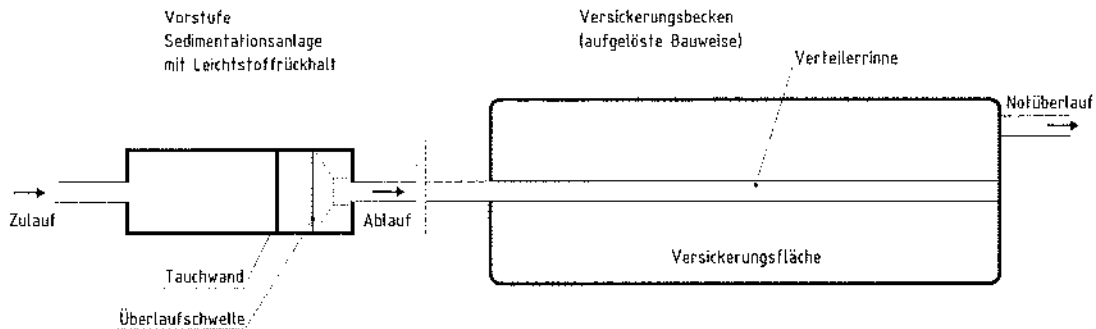 Vorstufe
Sedimentationsanlage
mit Leichtstoffrückhalt
Versickerungsbecken
(aufgelöste Bauweise)
Verteilerrinne
Notüberlauf
Zulauf
Ablauf
Versickerungsfläche
Tauchwand
Überlaufschwelle